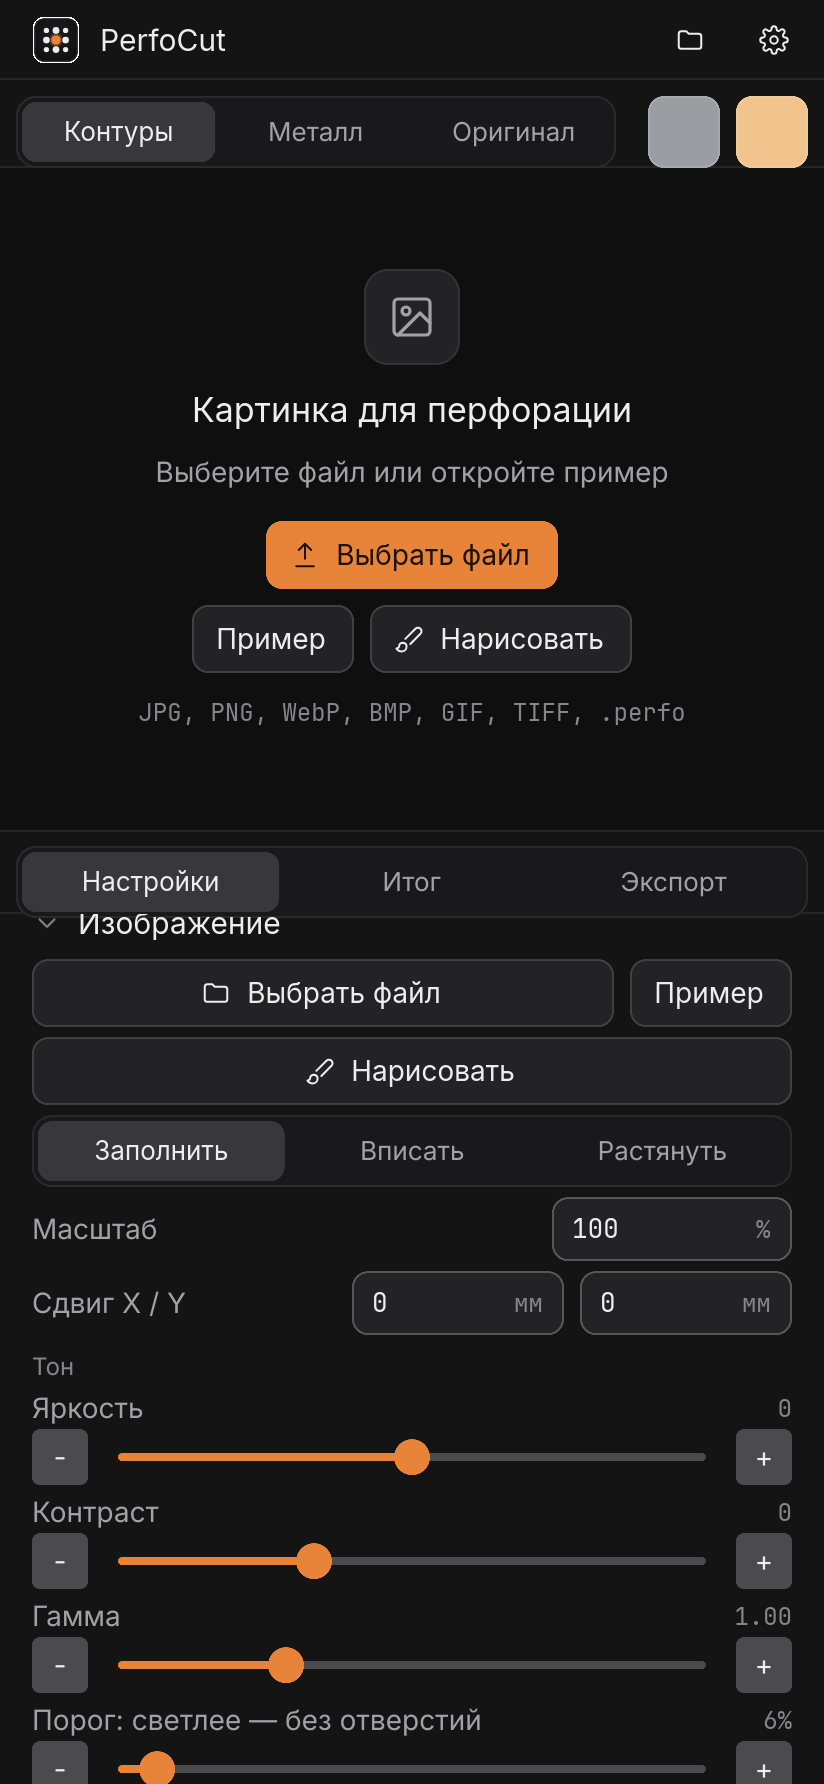 PerfoCut
Контуры Металл Оригинал
Картинка для перфорации
Выберите файл или откройте пример
Выбрать файл
Пример Нарисовать
JPG, PNG, WebP, BMP, GIF, TIFF, .perfo
Настройки Итог Экспорт
Изображение
Выбрать файл Пример
Нарисовать
Заполнить Вписать Растянуть
Масштаб 100 %
Сдвиг X / Y 0 мм 0 мм
Тон
Яркость 0
- +
Контраст 0
- +
Гамма 1.00
- +
Порог: светлее — без отверстий 6%
- +